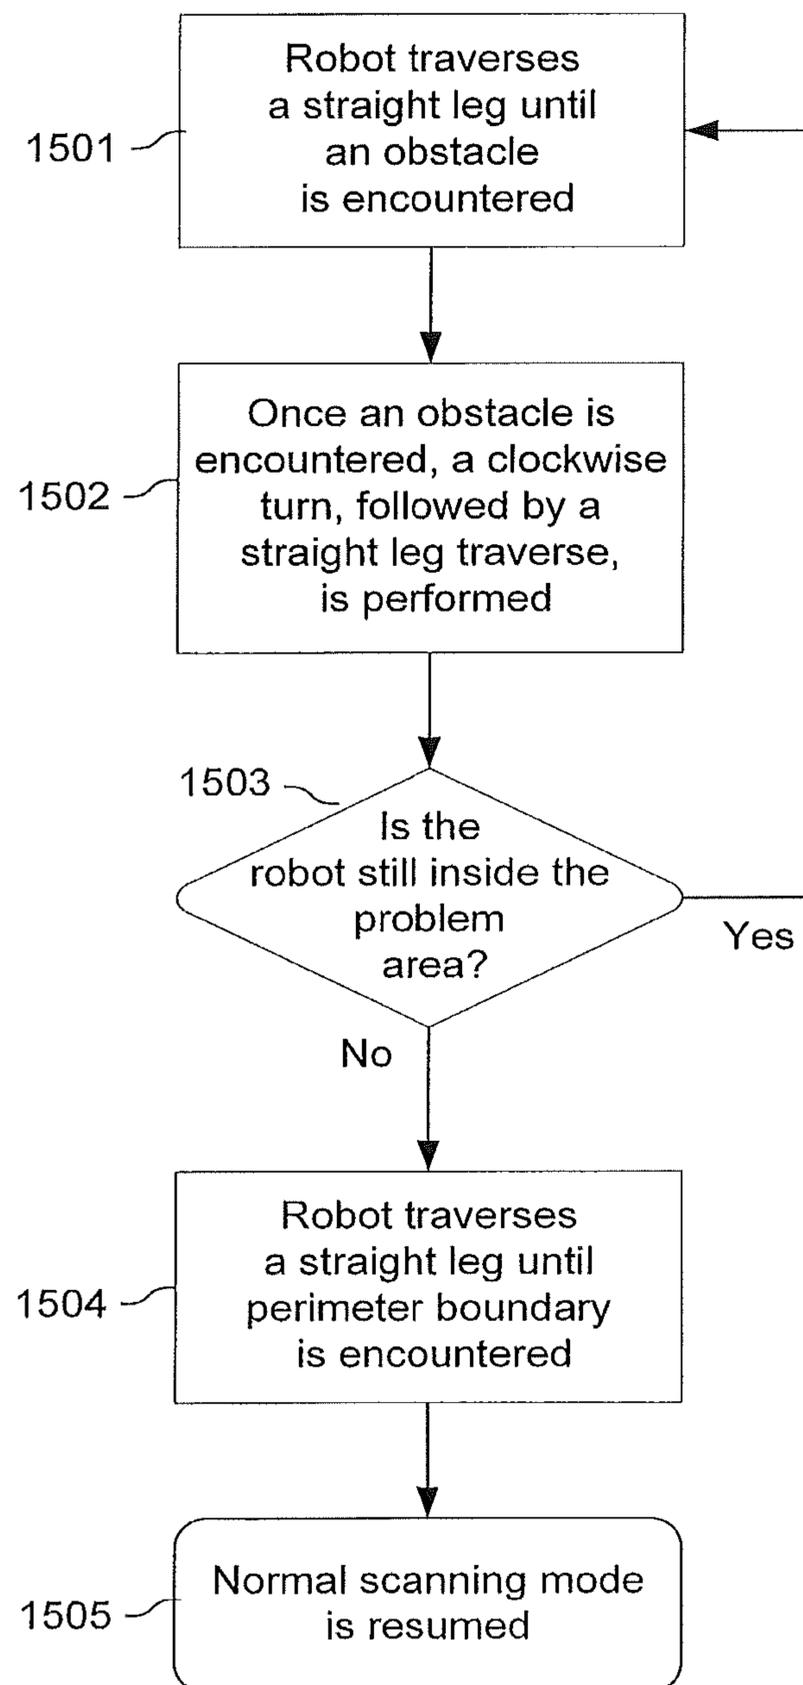 Robot traverses
a straight leg until
an obstacle
is encountered
1501
Once an obstacle is
encountered, a clockwise
turn, followed by a
straight leg traverse,
is performed
1502
1503
Is the
robot still inside the
problem
area?
Yes
No
Robot traverses
a straight leg until
perimeter boundary
is encountered
1504
Normal scanning mode
is resumed
1505